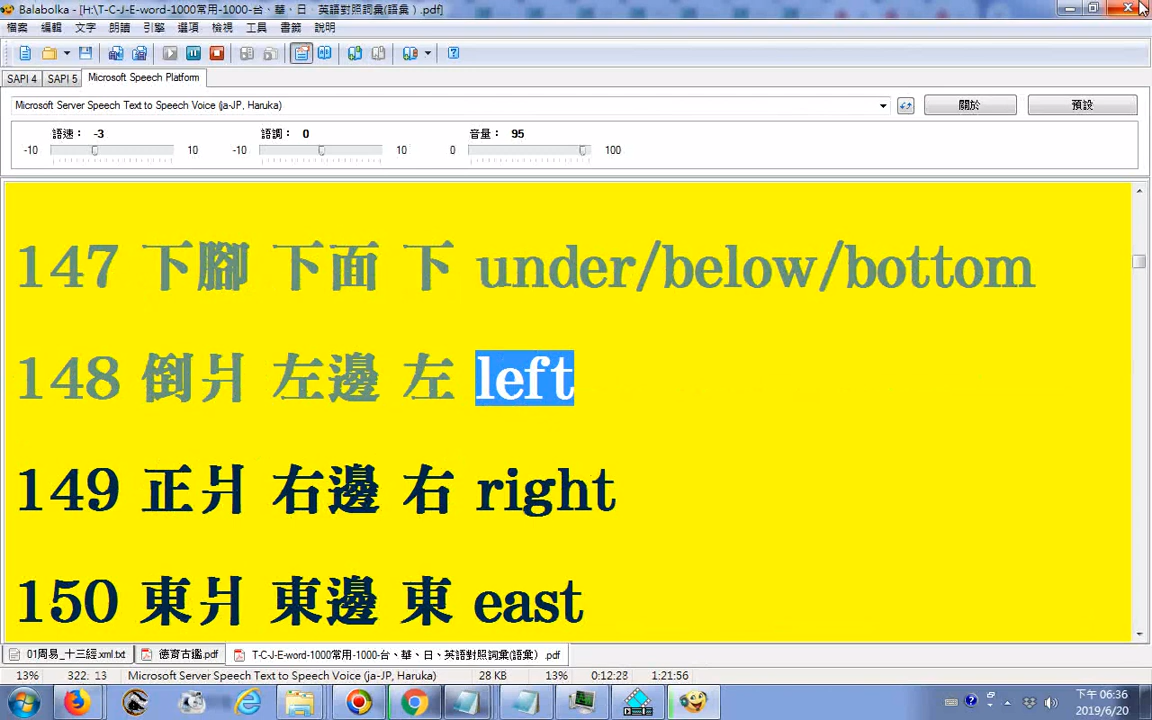 Balabolka - [H:\T-C-J-E-word-1000常用-1000-台、華、日、英語對照詞彙(語彙）.pdf]
檔案 編輯 文字 朗讀 引擎 選項 檢視 工具 書籤 說明
SAPI 4 SAPI 5 Microsoft Speech Platform
Microsoft Server Speech Text to Speech Voice (ja-JP, Haruka) 關於 預設
語速： -3 語調： 0 音量： 95
-10 10 -10 10 0 100
147 下腳 下面 下 under/below/bottom
148 倒爿 左邊 左 left
149 正爿 右邊 右 right
150 東爿 東邊 東 east
01周易_十三經.xml.txt 德育古鑑.pdf T-C-J-E-word-1000常用-1000-台、華、日、英語對照詞彙(語彙）.pdf
13% 322: 13 Microsoft Server Speech Text to Speech Voice (ja-JP, Haruka) 28 KB 13% 0:12:28 1:21:56
下午 06:36
2019/6/20